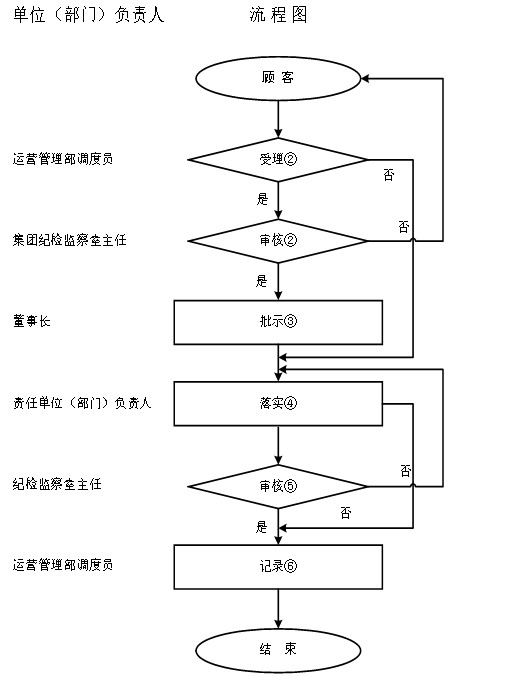 单位（部门）负责人 流程图
顾 客
运营管理部调度员 受理②
否
是
否
集团纪检监察室主任 审核②
是
董事长 批示③
责任单位（部门）负责人 落实④
否
纪检监察室主任 审核⑤
否
是
运营管理部调度员 记录⑥
结 束